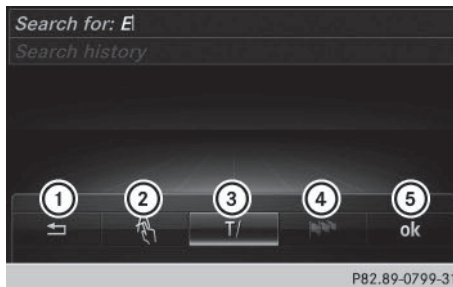 Search for: E
Search history
1 2 3 4 5
T/ ok
P82.89-0799-31